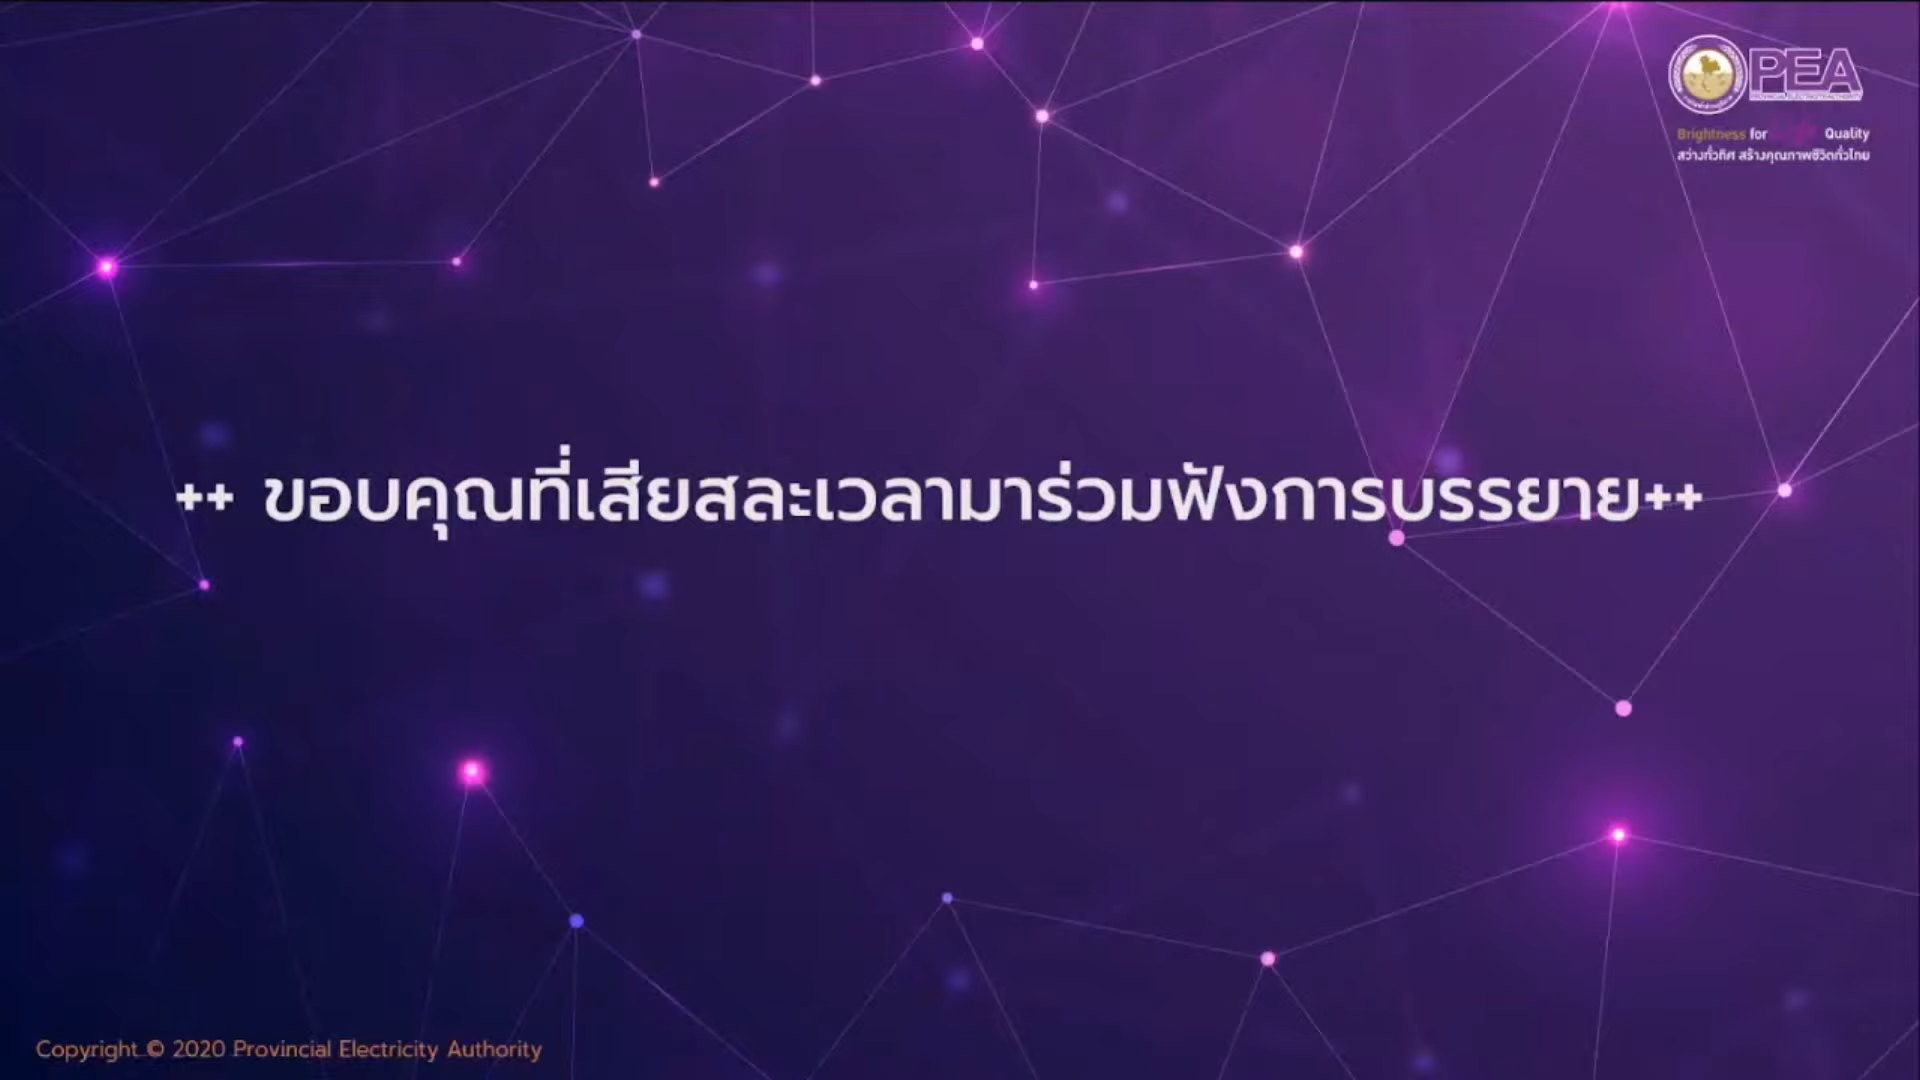 PEA
PROVINCIAL ELECTRICITY AUTHORITY
Brightness for Quality
สว่างทั่วทิศ สร้างคุณภาพชีวิตทั่วไทย
++ ขอบคุณที่เสียสละเวลามาร่วมฟังการบรรยาย++
Copyright © 2020 Provincial Electricity Authority